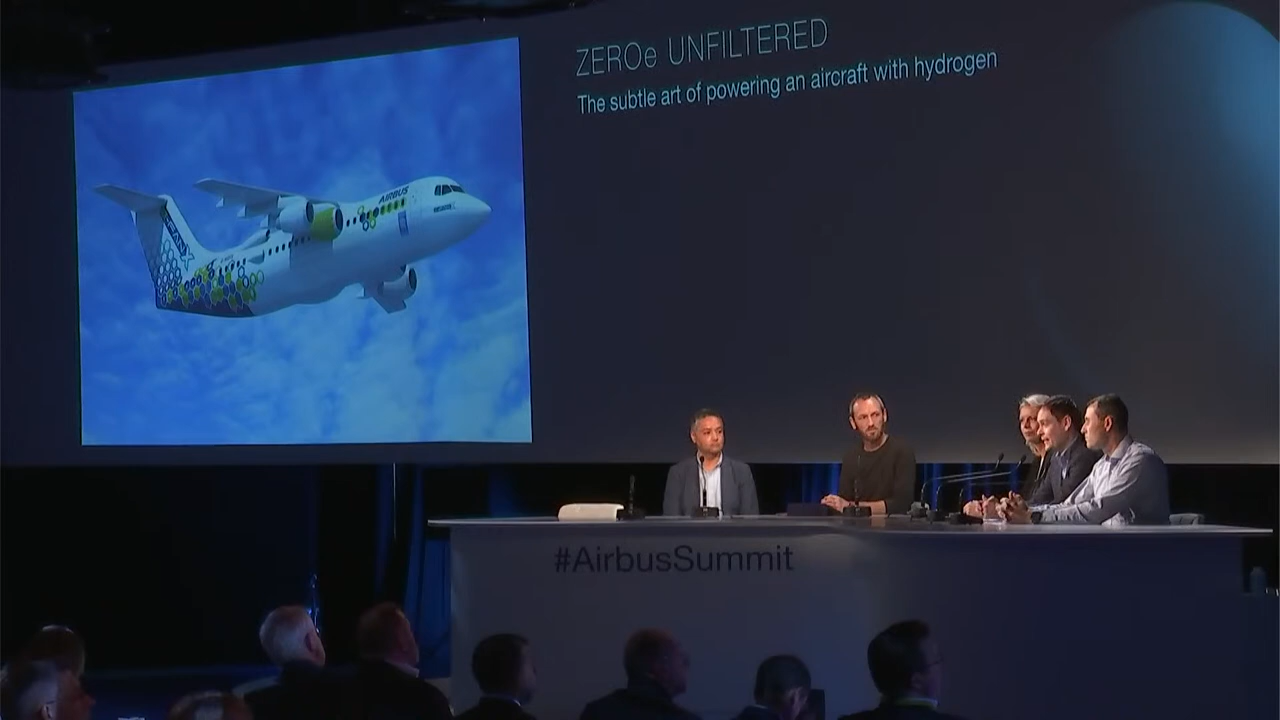 ZEROe UNFILTERED
The subtle art of powering an aircraft with hydrogen
AIRBUS
#AirbusSummit